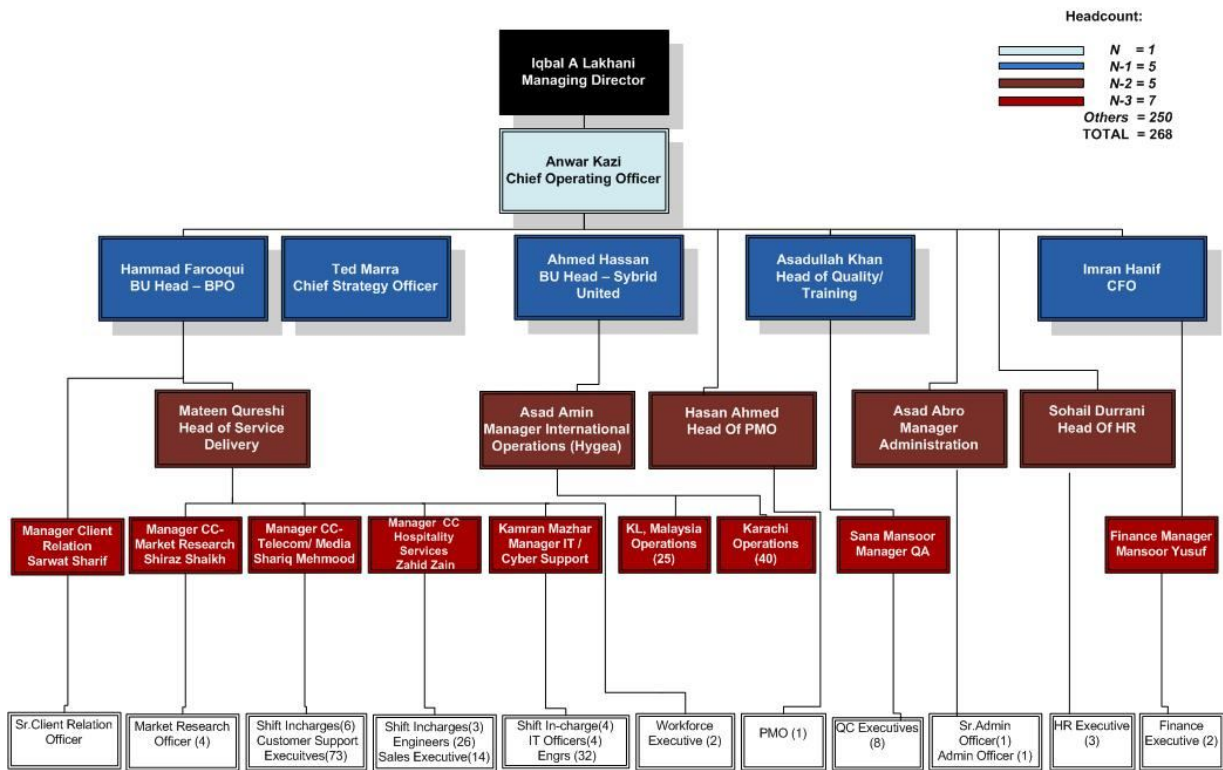 Headcount:
N = 1
N-1 = 5
N-2 = 5
N-3 = 7
Others = 250
TOTAL = 268
Iqbal A Lakhani
Managing Director
Anwar Kazi
Chief Operating Officer
Hammad Farooqui
BU Head – BPO
Ted Marra
Chief Strategy Officer
Ahmed Hassan
BU Head – Sybrid
United
Asadullah Khan
Head of Quality/
Training
Imran Hanif
CFO
Mateen Qureshi
Head of Service
Delivery
Asad Amin
Manager International
Operations (Hygea)
Hasan Ahmed
Head Of PMO
Asad Abro
Manager
Administration
Sohail Durrani
Head Of HR
Manager Client
Relation
Sarwat Sharif
Manager CC-
Market Research
Shiraz Shaikh
Manager CC-
Telecom/ Media
Shariq Mehmood
Manager CC
Hospitality
Services
Zahid Zain
Kamran Mazhar
Manager IT /
Cyber Support
KL, Malaysia
Operations
(25)
Karachi
Operations
(40)
Sana Mansoor
Manager QA
Finance Manager
Mansoor Yusuf
Sr.Client Relation
Officer
Market Research
Officer (4)
Shift Incharges(6)
Customer Support
Execuitves(73)
Shift Incharges(3)
Engineers (26)
Sales Executive(14)
Shift In-charge(4)
IT Officers(4)
Engrs (32)
Workforce
Executive (2)
PMO (1)
QC Executives
(8)
Sr.Admin
Officer(1)
Admin Officer (1)
HR Executive
(3)
Finance
Executive (2)